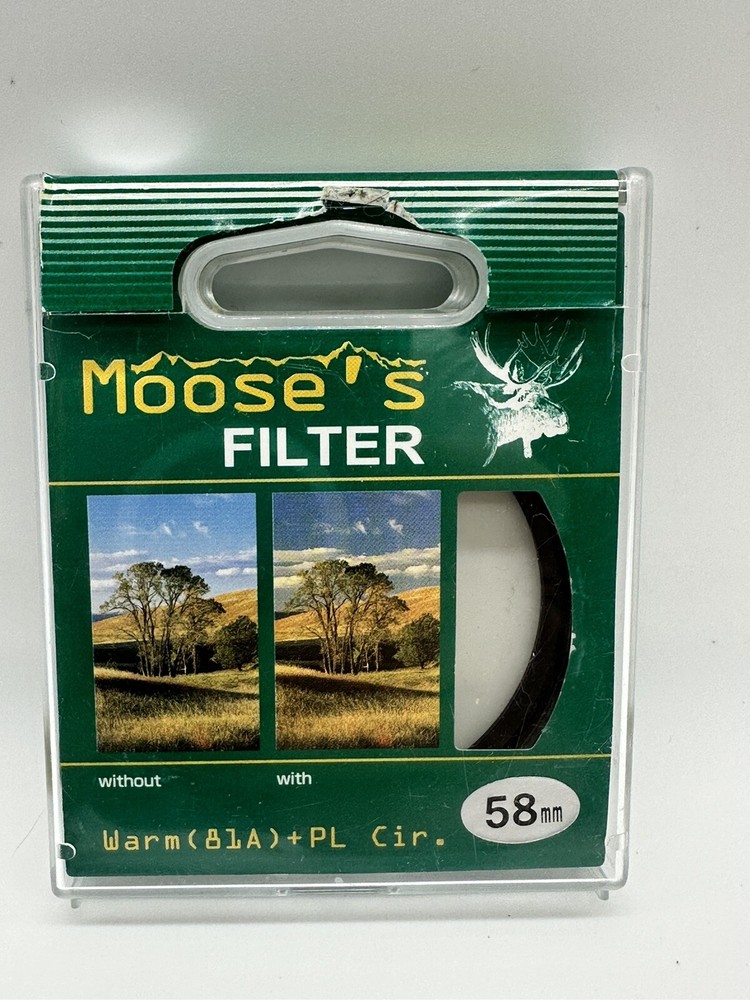 Moose's
FILTER
without
with
58mm
Warm(81A)+PL Cir.